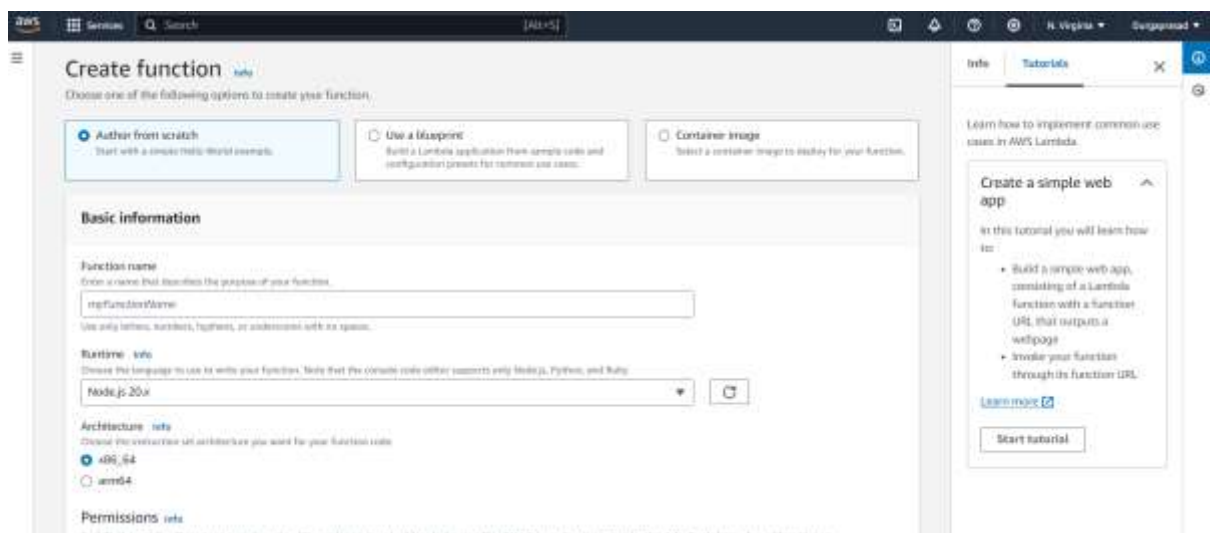 aws
Services
Search
[Alt+S]
N. Virginia
Durgaprasad
Create function Info
Choose one of the following options to create your function.
Author from scratch
Start with a simple Hello World example.
Use a blueprint
Build a Lambda application from sample code and
configuration presets for common use cases.
Container image
Select a container image to deploy for your function.
Basic information
Function name
Enter a name that describes the purpose of your function.
myFunctionName
Use only letters, numbers, hyphens, or underscores with no spaces.
Runtime Info
Choose the language to use to write your function. Note that the console code editor supports only Node.js, Python, and Ruby.
Node.js 20.x
Architecture Info
Choose the instruction set architecture you want for your function code.
x86_64
arm64
Permissions Info
Info
Tutorials
Learn how to implement common use
cases in AWS Lambda.
Create a simple web
app
In this tutorial you will learn how
to:
• Build a simple web app,
consisting of a Lambda
function with a function
URL that outputs a
webpage
• Invoke your function
through its function URL
Learn more
Start tutorial